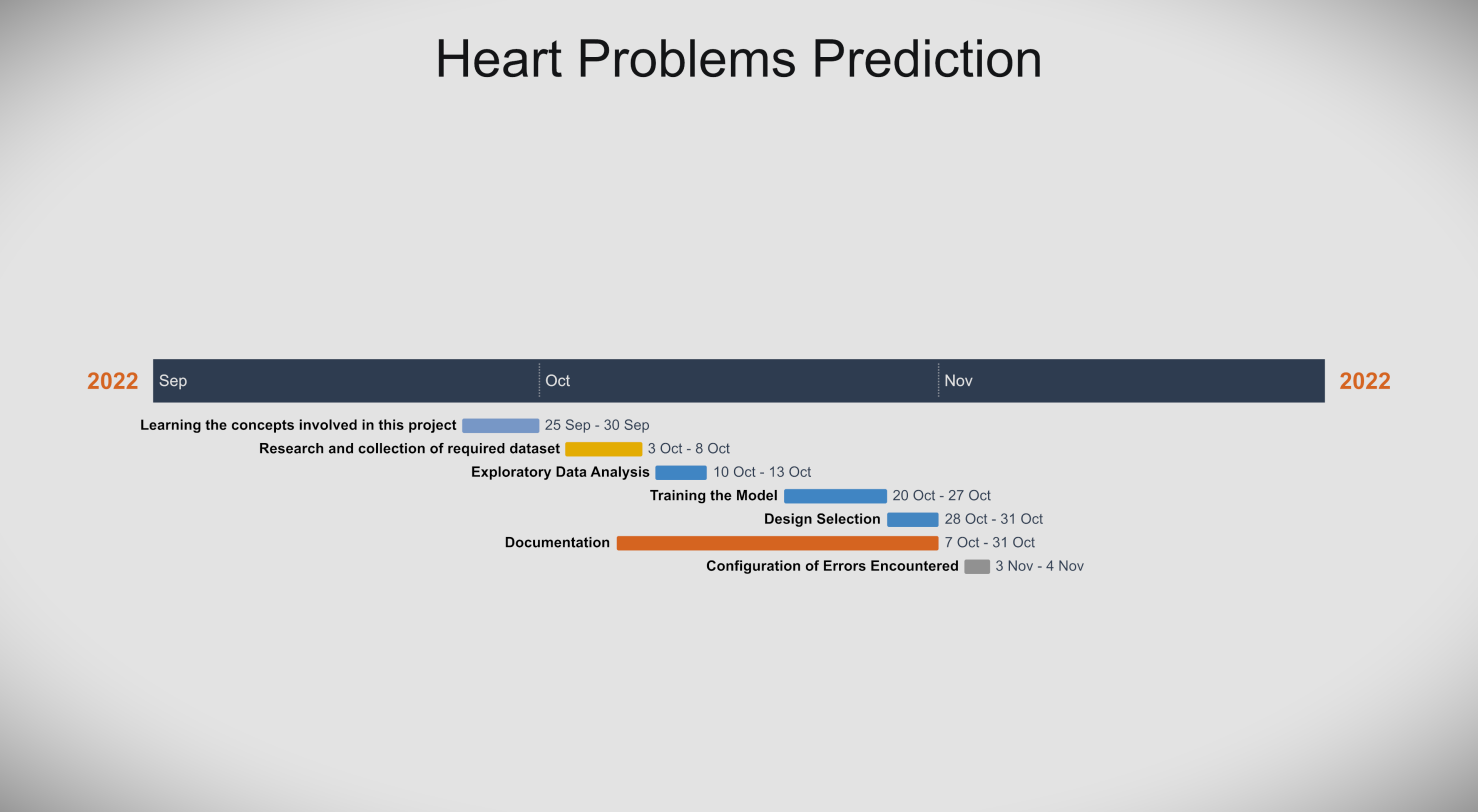 Heart Problems Prediction
2022 Sep Oct Nov 2022
Learning the concepts involved in this project 25 Sep - 30 Sep
Research and collection of required dataset 3 Oct - 8 Oct
Exploratory Data Analysis 10 Oct - 13 Oct
Training the Model 20 Oct - 27 Oct
Design Selection 28 Oct - 31 Oct
Documentation 7 Oct - 31 Oct
Configuration of Errors Encountered 3 Nov - 4 Nov